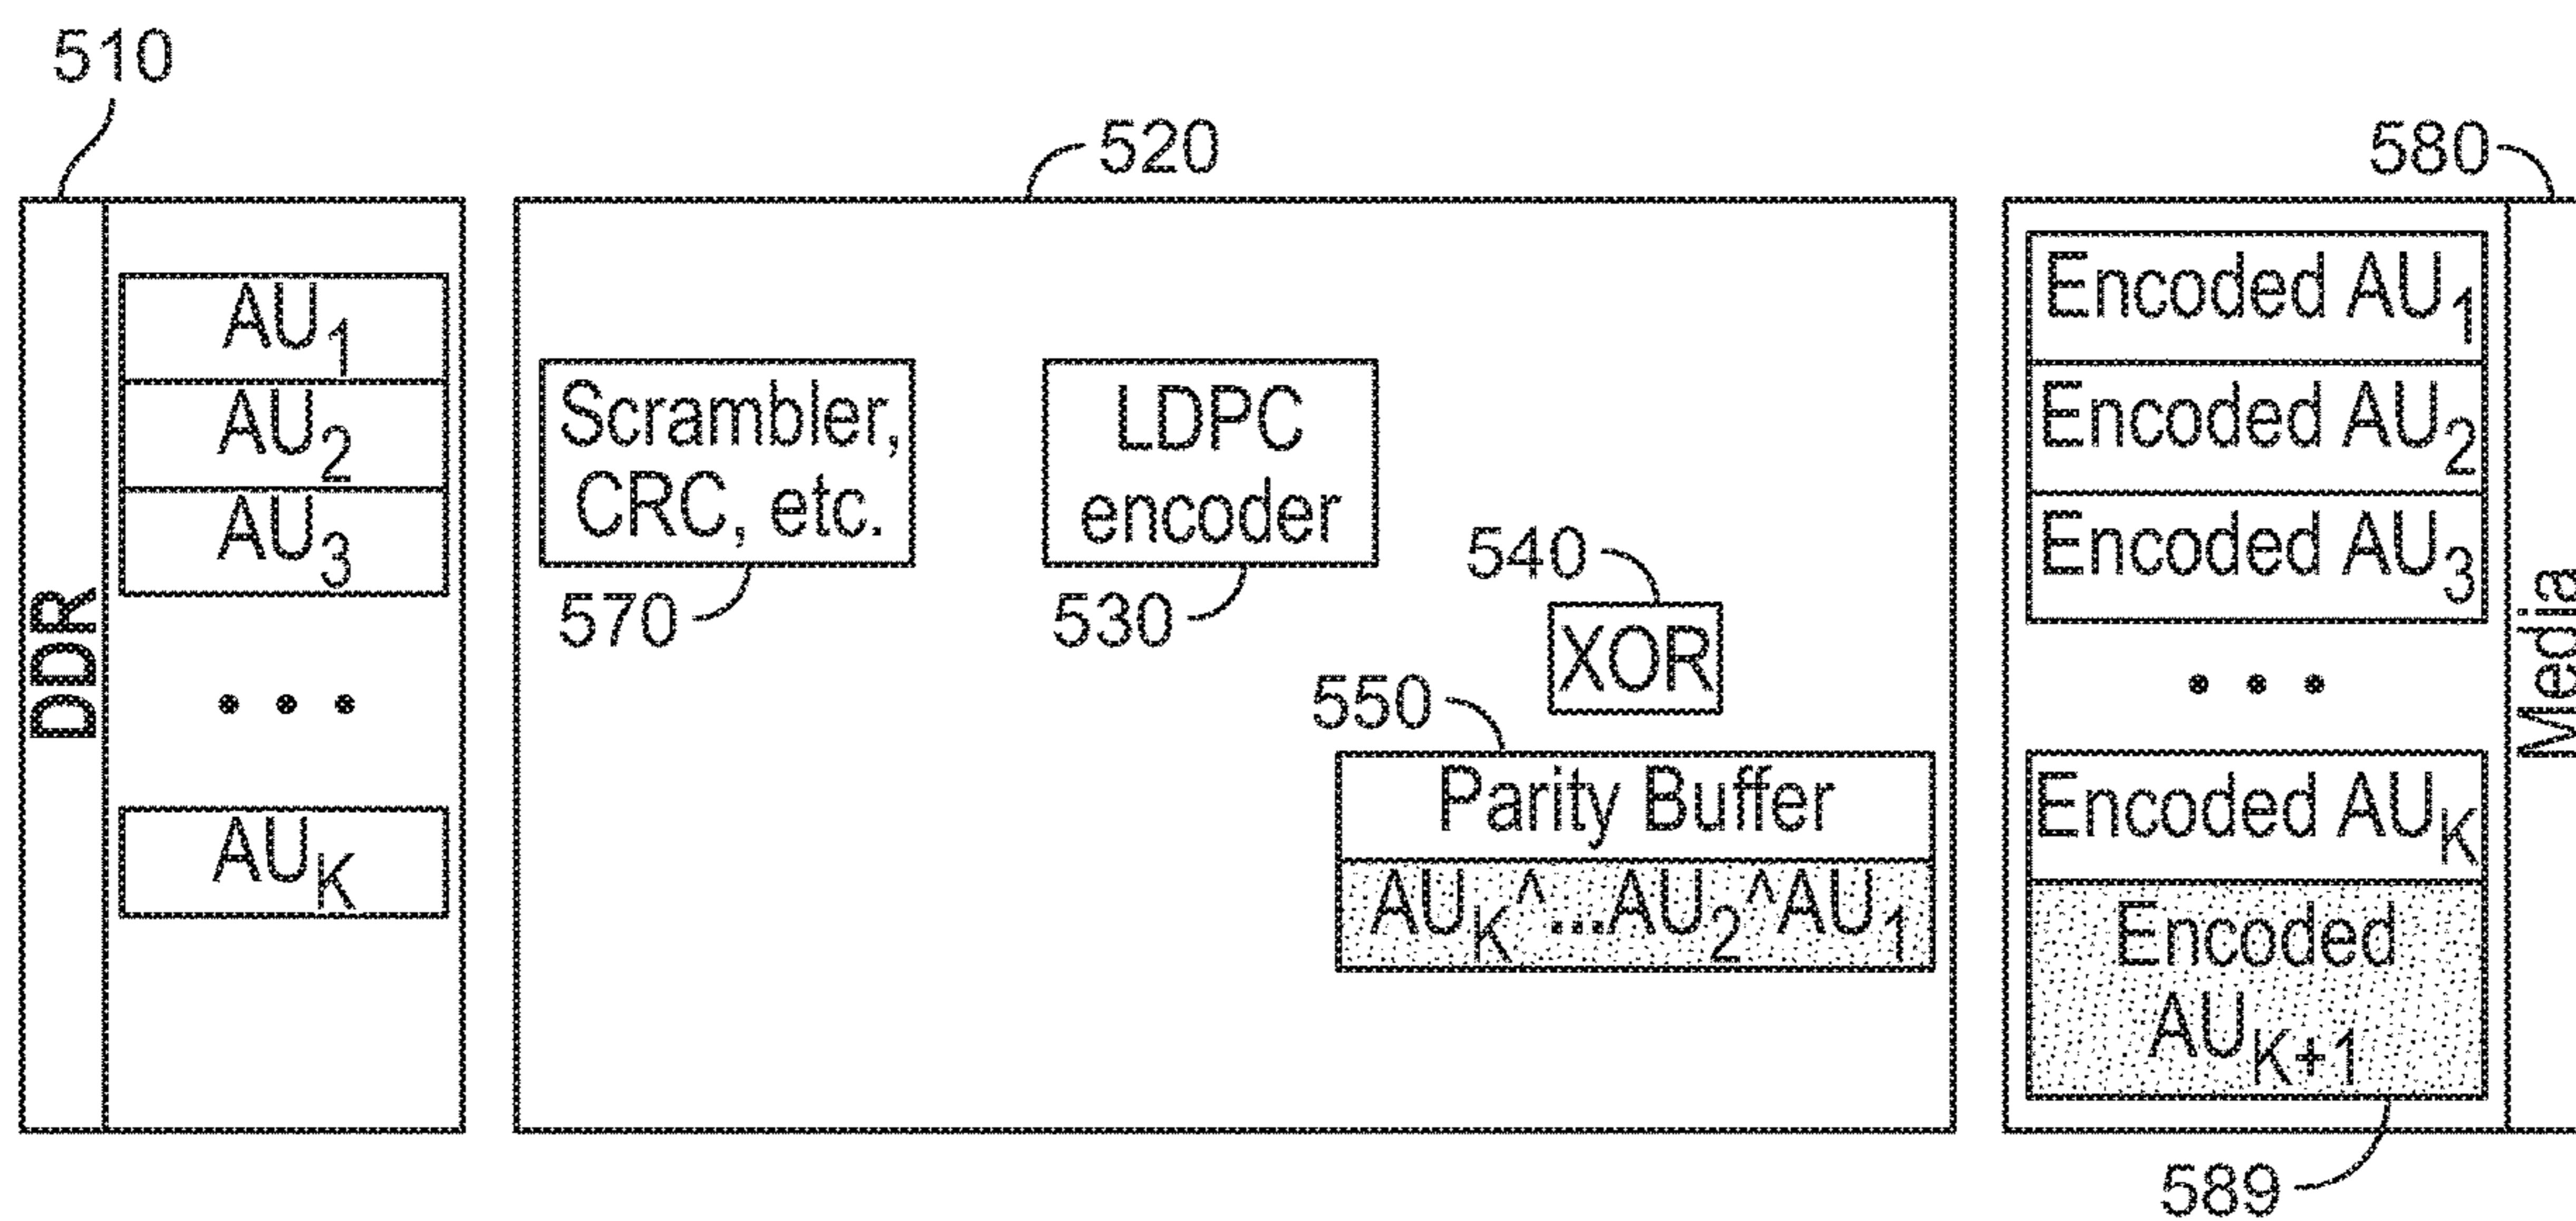 510
520
580
DDR
AU1
AU2
AU3
• • •
AUK
Scrambler,
CRC, etc.
570
LDPC
encoder
530
540
XOR
550
Parity Buffer
AUK^...AU2^AU1
Encoded AU1
Encoded AU2
Encoded AU3
• • •
Encoded AUK
Encoded
AUK+1
589
Media